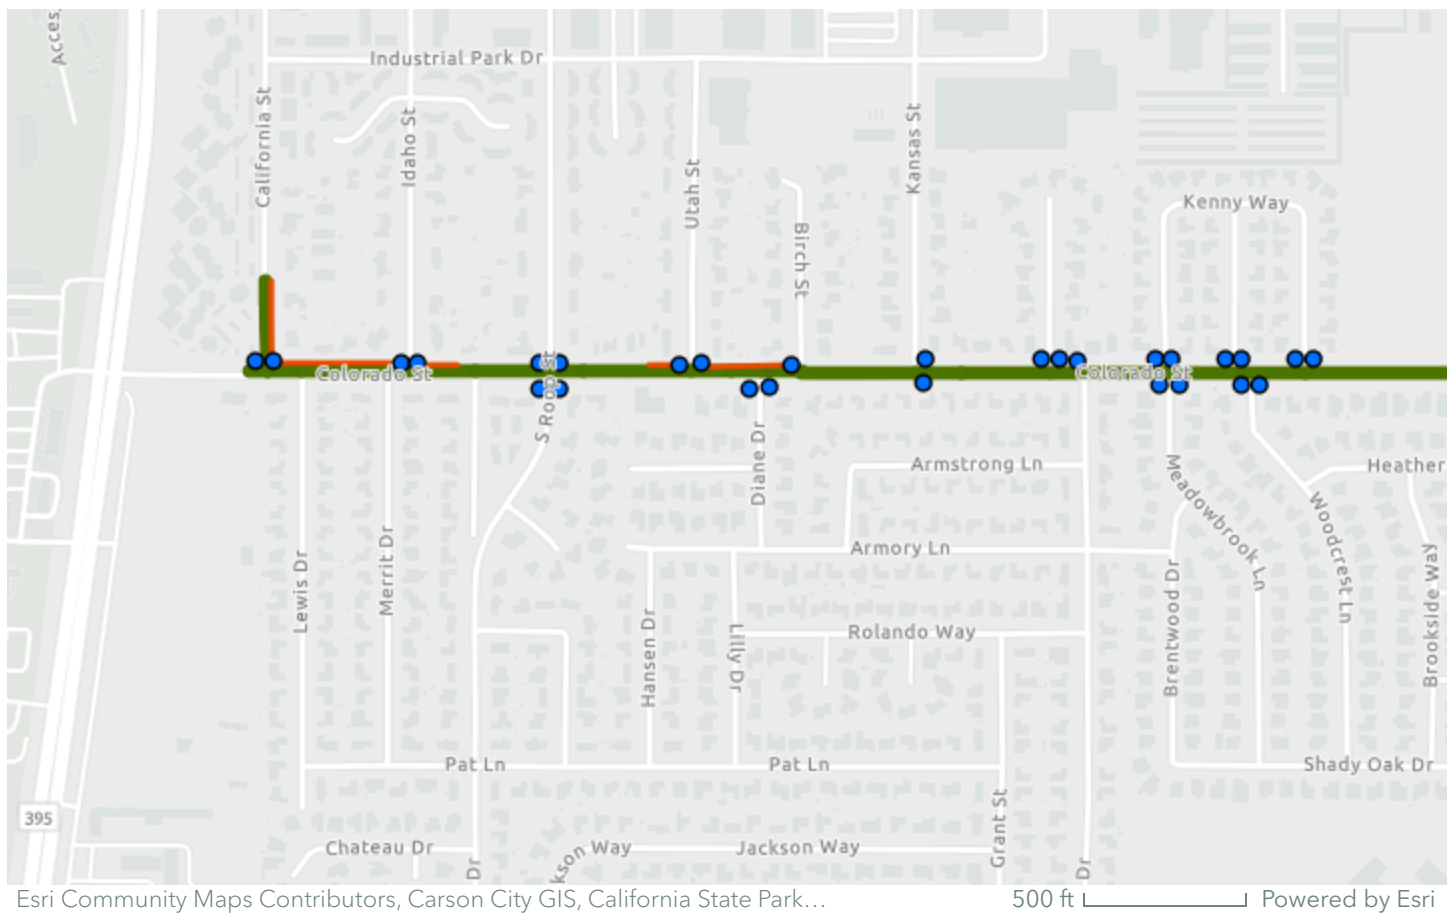 Acces
Industrial Park Dr
California St
Idaho St
Utah St
Kansas St
Birch St
Kenny Way
Colorado St
Colorado St
S Roop St
Diane Dr
Armstrong Ln
Heather
Meadowbrook Ln
Woodcrest Ln
Armory Ln
Lewis Dr
Merrit Dr
Brentwood Dr
Brookside Way
Hansen Dr
Lilly Dr
Rolando Way
Pat Ln
Pat Ln
Shady Oak Dr
395
Chateau Dr
Dr
kson Way
Jackson Way
Grant St
Dr
Esri Community Maps Contributors, Carson City GIS, California State Park…
500 ft
Powered by Esri